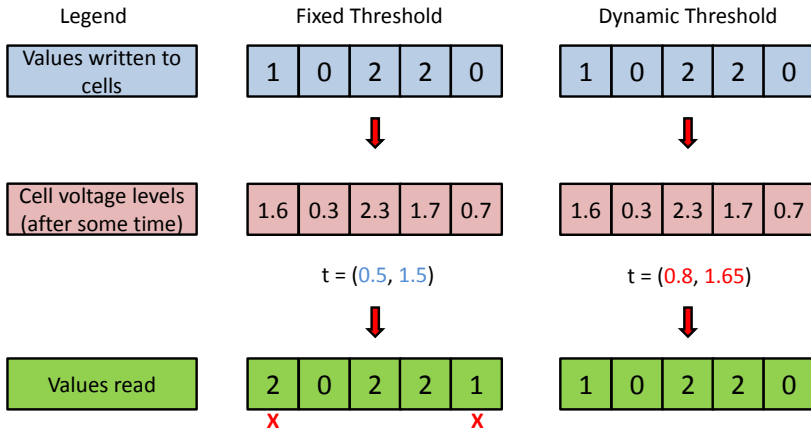 Legend Fixed Threshold Dynamic Threshold
Values written to
cells
1 0 2 2 0
1 0 2 2 0
Cell voltage levels
(after some time)
1.6 0.3 2.3 1.7 0.7
1.6 0.3 2.3 1.7 0.7
t = (0.5, 1.5)
t = (0.8, 1.65)
Values read
2 0 2 2 1
1 0 2 2 0
X X